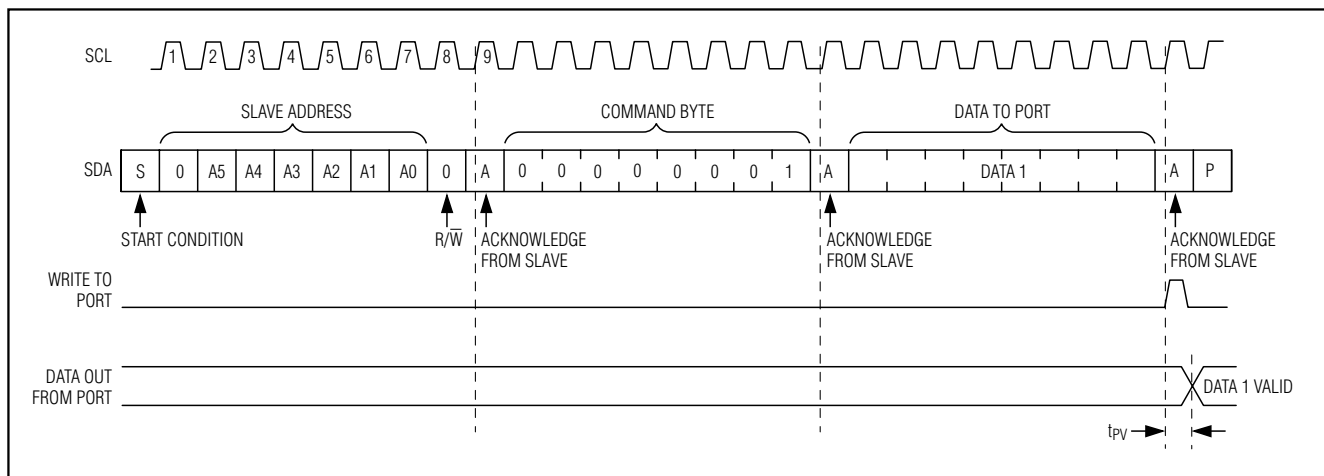 SCL 1 2 3 4 5 6 7 8 9
SLAVE ADDRESS COMMAND BYTE DATA TO PORT
SDA S 0 A5 A4 A3 A2 A1 A0 0 A 0 0 0 0 0 0 0 1 A DATA 1 A P
START CONDITION R/W̅ ACKNOWLEDGE ACKNOWLEDGE ACKNOWLEDGE
FROM SLAVE FROM SLAVE FROM SLAVE
WRITE TO
PORT
DATA OUT
FROM PORT
DATA 1 VALID
tPV